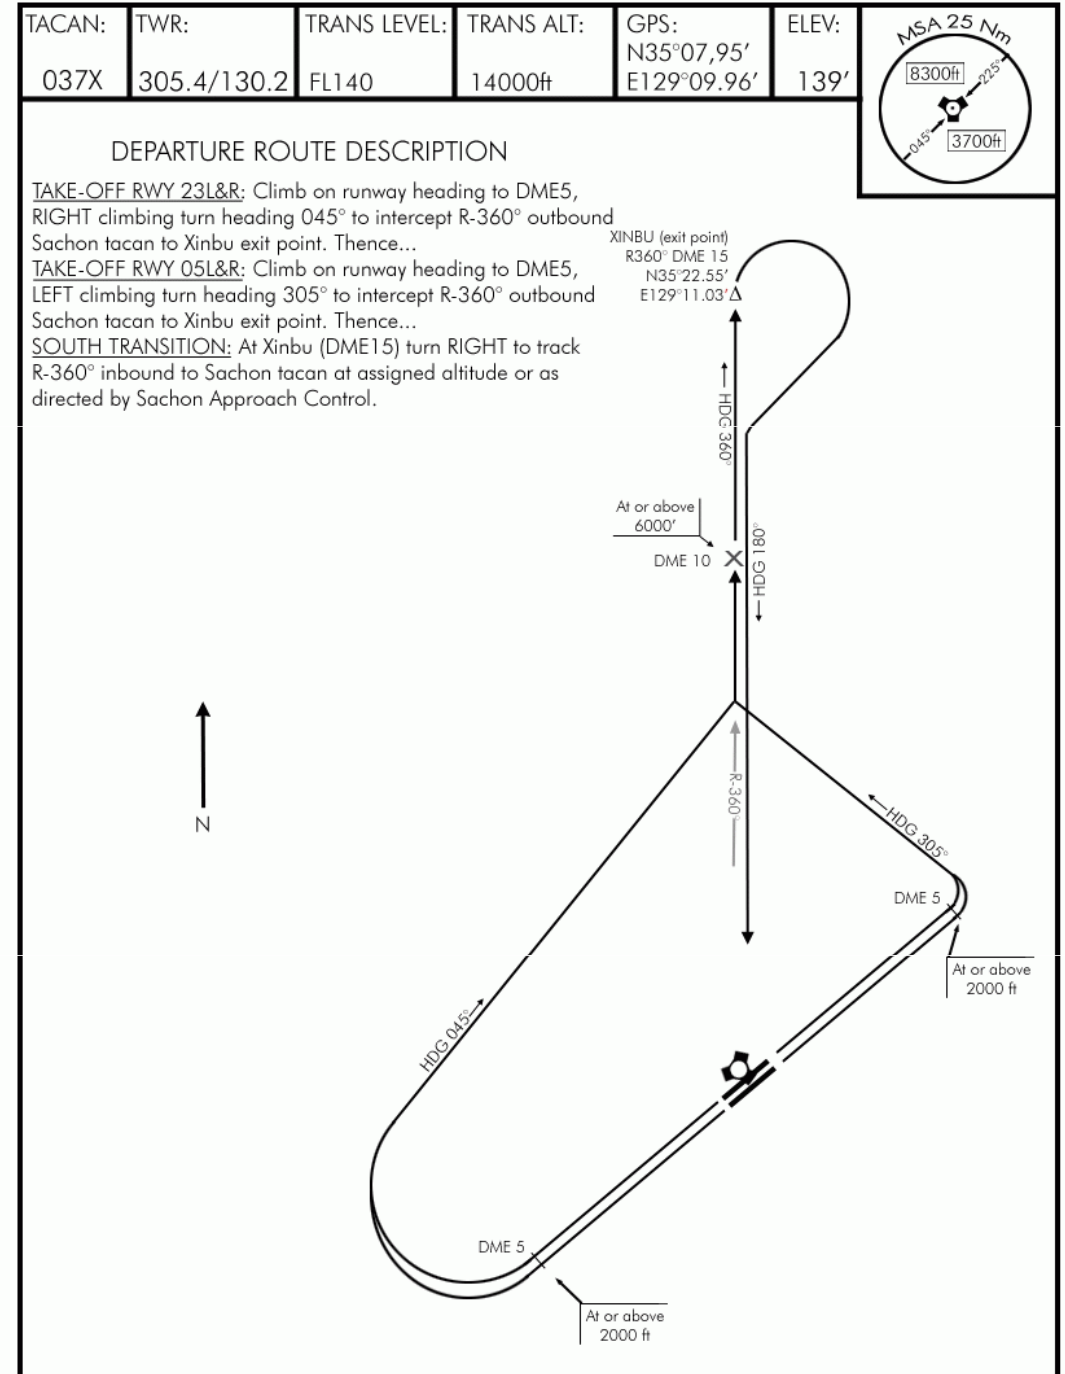 TACAN:
037X
TWR:
305.4/130.2
TRANS LEVEL:
FL140
TRANS ALT:
14000ft
GPS:
N35°07,95’
E129°09.96’
ELEV:
139’
MSA 25 Nm
8300ft
225°
045°
3700ft
DEPARTURE ROUTE DESCRIPTION
TAKE-OFF RWY 23L&R: Climb on runway heading to DME5,
RIGHT climbing turn heading 045° to intercept R-360° outbound
Sachon tacan to Xinbu exit point. Thence...
TAKE-OFF RWY 05L&R: Climb on runway heading to DME5,
LEFT climbing turn heading 305° to intercept R-360° outbound
Sachon tacan to Xinbu exit point. Thence...
SOUTH TRANSITION: At Xinbu (DME15) turn RIGHT to track
R-360° inbound to Sachon tacan at assigned altitude or as
directed by Sachon Approach Control.
XINBU (exit point)
R360° DME 15
N35°22.55’
E129°11.03’
HDG 360°
At or above
6000’
DME 10
HDG 180°
N
R-360°
HDG 305°
DME 5
At or above
2000 ft
HDG 045°
DME 5
At or above
2000 ft